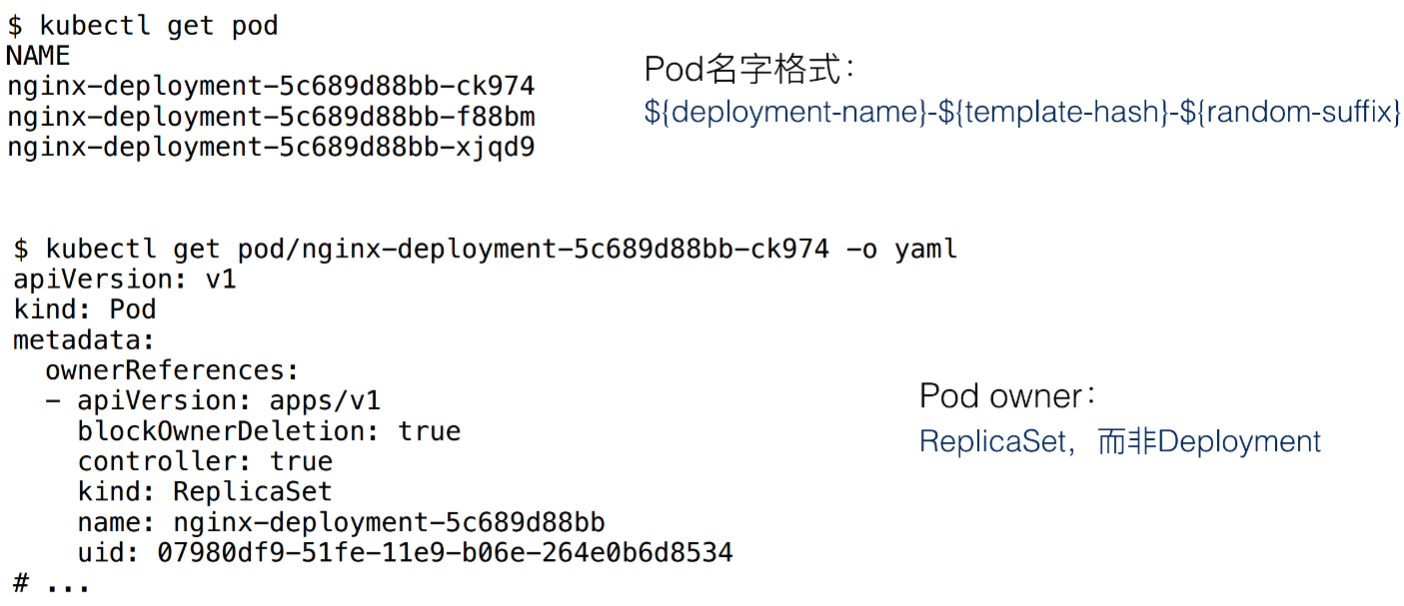 $ kubectl get pod
NAME
nginx-deployment-5c689d88bb-ck974
nginx-deployment-5c689d88bb-f88bm
nginx-deployment-5c689d88bb-xjqd9
Pod名字格式：
${deployment-name}-${template-hash}-${random-suffix}
$ kubectl get pod/nginx-deployment-5c689d88bb-ck974 -o yaml
apiVersion: v1
kind: Pod
metadata:
  ownerReferences:
  - apiVersion: apps/v1
    blockOwnerDeletion: true
    controller: true
    kind: ReplicaSet
    name: nginx-deployment-5c689d88bb
    uid: 07980df9-51fe-11e9-b06e-264e0b6d8534
# ...
Pod owner：
ReplicaSet，而非Deployment